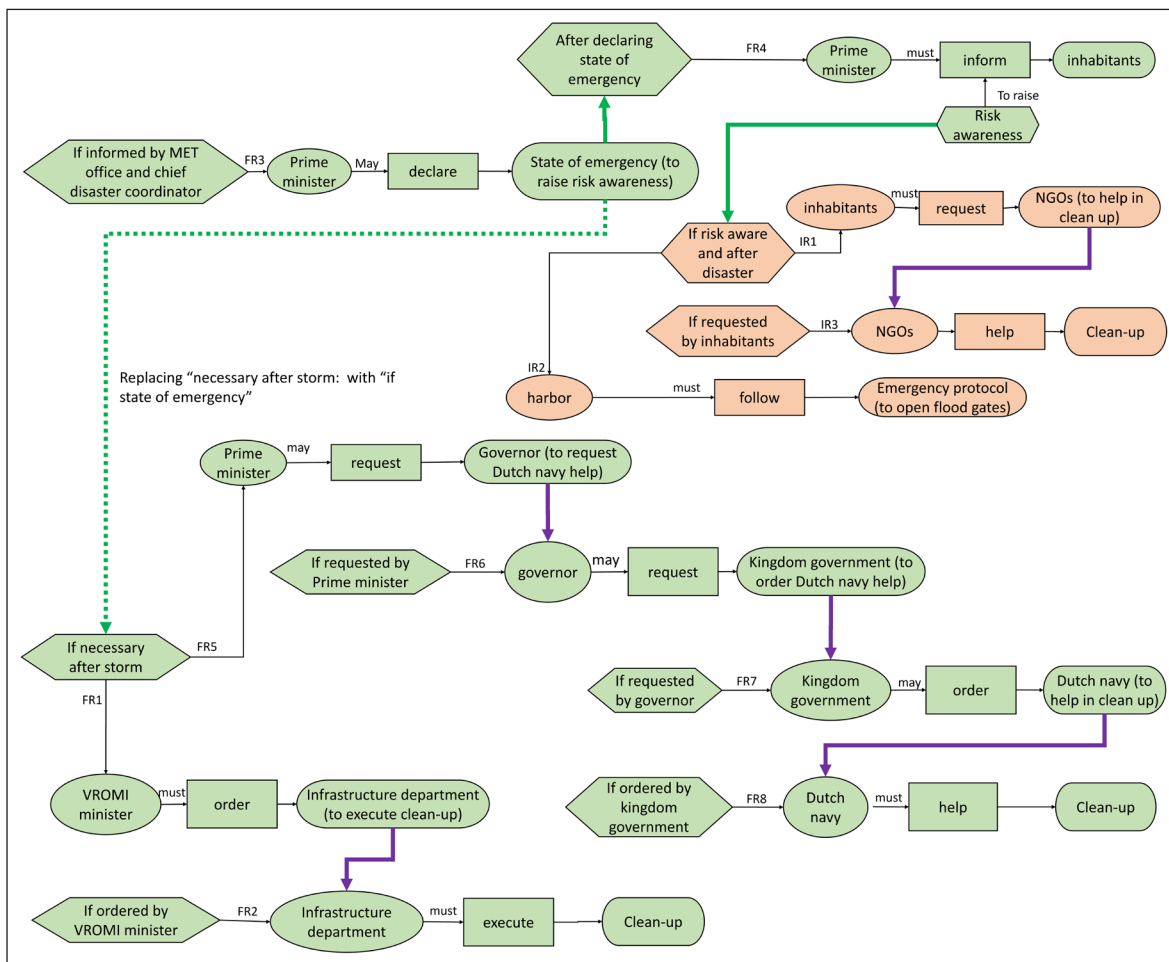 After declaring
state of
emergency
FR4
Prime
minister
must
inform
inhabitants
To raise
Risk
awareness
If informed by MET
office and chief
disaster coordinator
FR3
Prime
minister
May
declare
State of emergency (to
raise risk awareness)
If risk aware
and after
disaster
IR1
inhabitants
must
request
NGOs (to help in
clean up)
If requested
by inhabitants
IR3
NGOs
help
Clean-up
IR2
harbor
must
follow
Emergency protocol
(to open flood gates)
Replacing “necessary after storm:  with “if
state of emergency”
Prime
minister
may
request
Governor (to request
Dutch navy help)
If requested by
Prime minister
FR6
governor
may
request
Kingdom government (to
order Dutch navy help)
If necessary
after storm
FR5
FR1
If requested
by governor
FR7
Kingdom
government
may
order
Dutch navy (to
help in clean up)
VROMI
minister
must
order
Infrastructure department
(to execute clean-up)
If ordered by
kingdom
government
FR8
Dutch
navy
must
help
Clean-up
If ordered by
VROMI minister
FR2
Infrastructure
department
must
execute
Clean-up